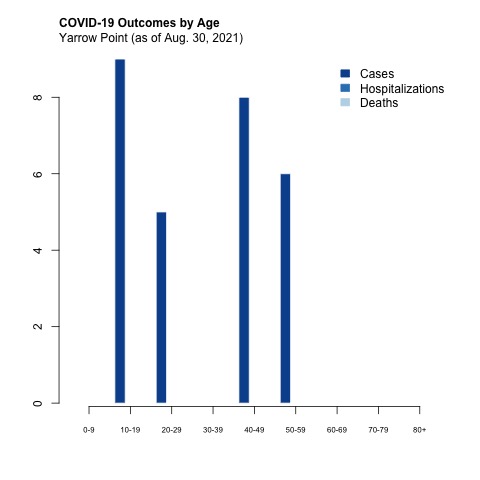 COVID-19 Outcomes by Age
Yarrow Point (as of Aug. 30, 2021)
Cases
Hospitalizations
Deaths
8
6
4
2
0
0-9 10-19 20-29 30-39 40-49 50-59 60-69 70-79 80+